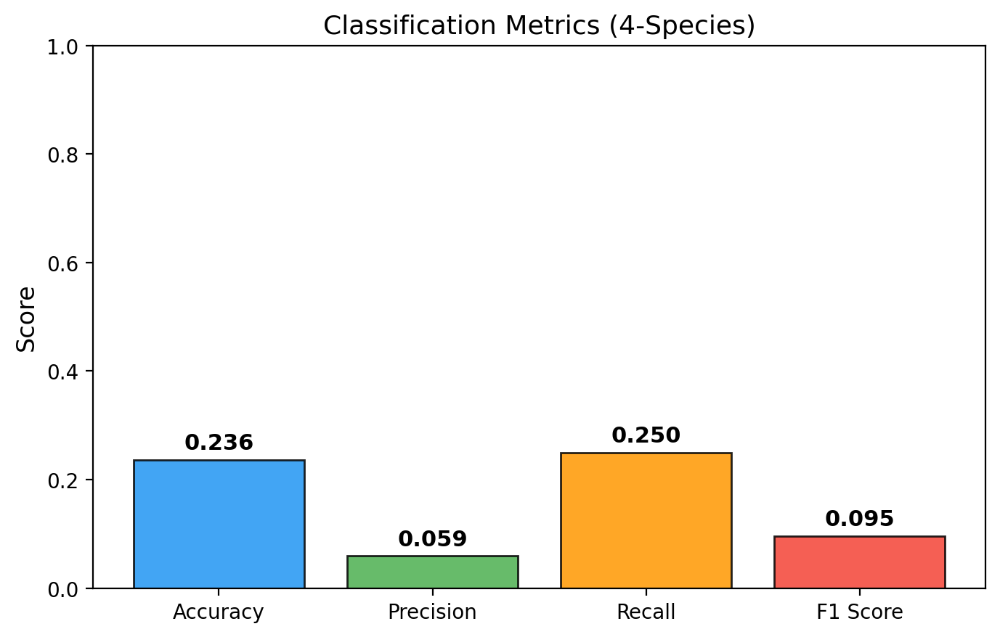 Classification Metrics (4-Species)
1.0
0.8
0.6
0.4
0.2
0.0
Score
0.236
0.059
0.250
0.095
Accuracy
Precision
Recall
F1 Score